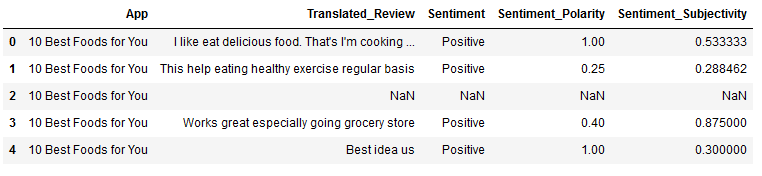 App Translated_Review Sentiment Sentiment_Polarity Sentiment_Subjectivity
0 10 Best Foods for You I like eat delicious food. That's I'm cooking ... Positive 1.00 0.533333
1 10 Best Foods for You This help eating healthy exercise regular basis Positive 0.25 0.288462
2 10 Best Foods for You NaN NaN NaN NaN
3 10 Best Foods for You Works great especially going grocery store Positive 0.40 0.875000
4 10 Best Foods for You Best idea us Positive 1.00 0.300000